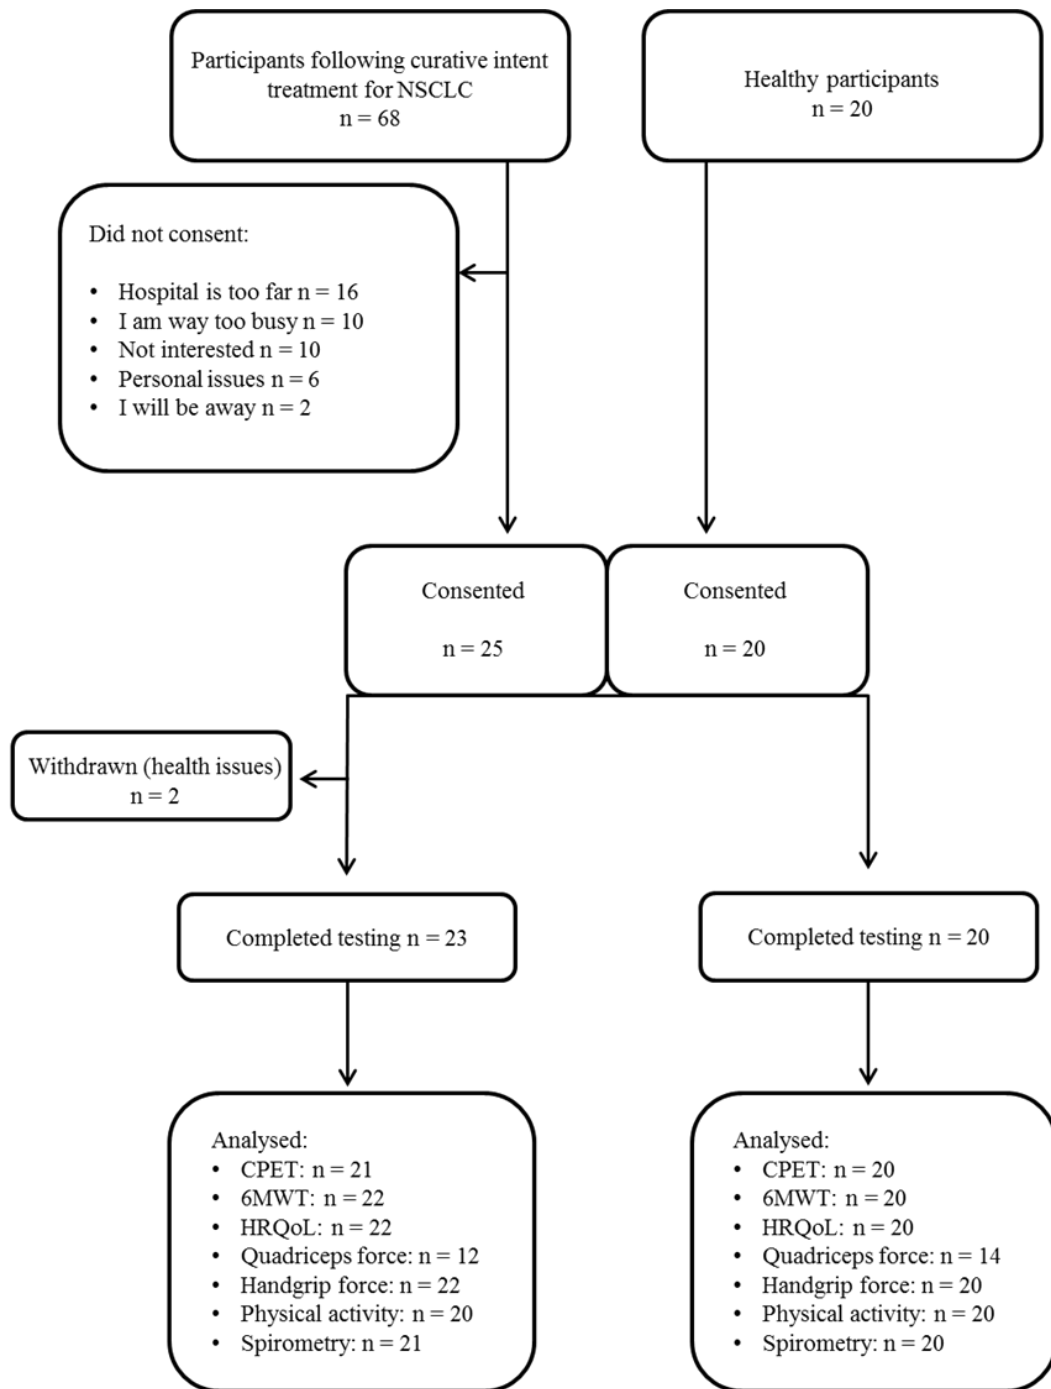 Participants following curative intent
treatment for NSCLC
n = 68
Healthy participants
n = 20
Did not consent:
• Hospital is too far n = 16
• I am way too busy n = 10
• Not interested n = 10
• Personal issues n = 6
• I will be away n = 2
Consented
n = 25
Consented
n = 20
Withdrawn (health issues)
n = 2
Completed testing n = 23
Completed testing n = 20
Analysed:
• CPET: n = 21
• 6MWT: n = 22
• HRQoL: n = 22
• Quadriceps force: n = 12
• Handgrip force: n = 22
• Physical activity: n = 20
• Spirometry: n = 21
Analysed:
• CPET: n = 20
• 6MWT: n = 20
• HRQoL: n = 20
• Quadriceps force: n = 14
• Handgrip force: n = 20
• Physical activity: n = 20
• Spirometry: n = 20